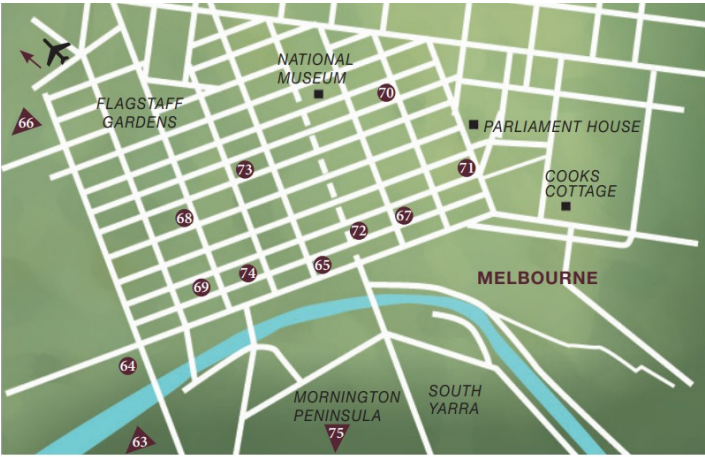 NATIONAL
MUSEUM
70
FLAGSTAFF
GARDENS
66
PARLIAMENT HOUSE
73
71
COOKS
COTTAGE
68
67
72
65
74
69
MELBOURNE
64
MORNINGTON
PENINSULA
SOUTH
YARRA
75
63